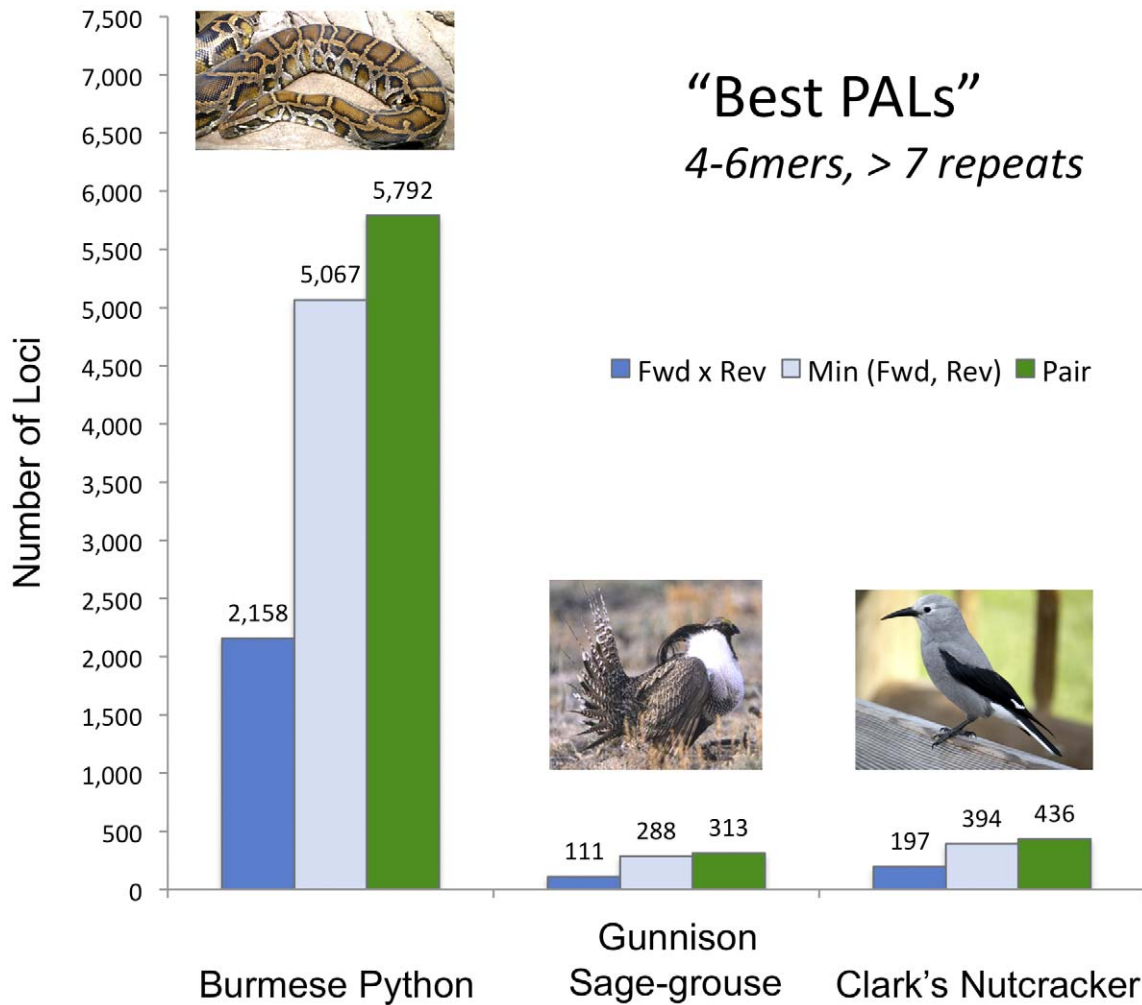 “Best PALs”
4-6mers, > 7 repeats
Number of Loci
7,500
7,000
6,500
6,000
5,500
5,000
4,500
4,000
3,500
3,000
2,500
2,000
1,500
1,000
500
0
2,158
5,067
5,792
Fwd x Rev
Min (Fwd, Rev)
Pair
111
288
313
197
394
436
Burmese Python
Gunnison
Sage-grouse
Clark’s Nutcracker